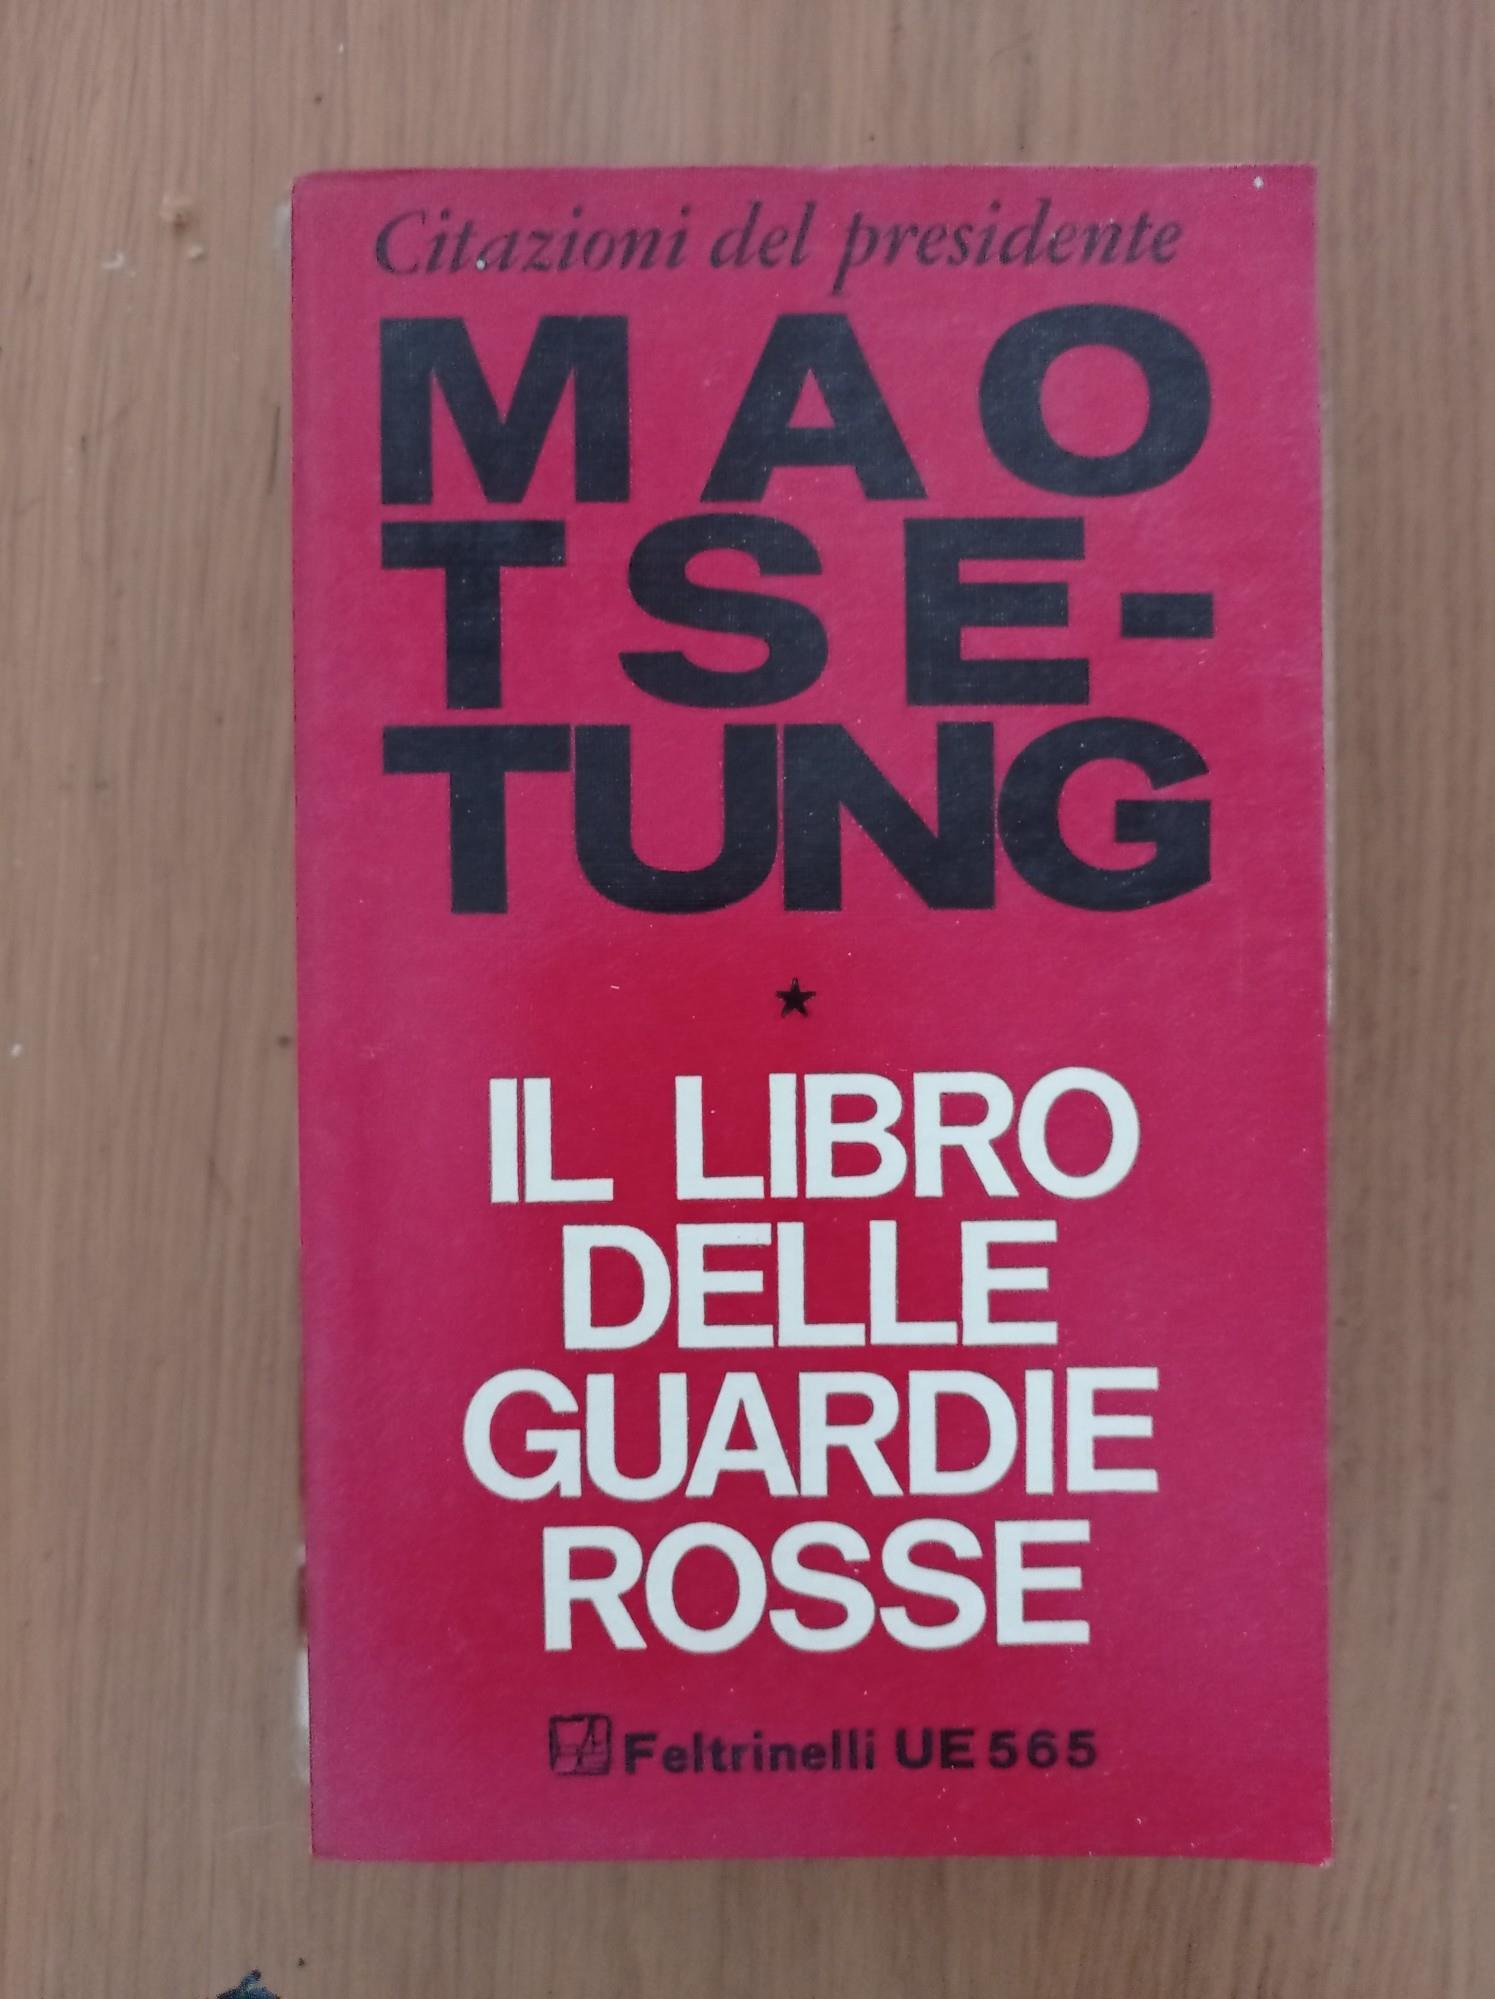 Citazioni del presidente
MAO
TSE-
TUNG
IL LIBRO
DELLE
GUARDIE
ROSSE
Feltrinelli UE 565